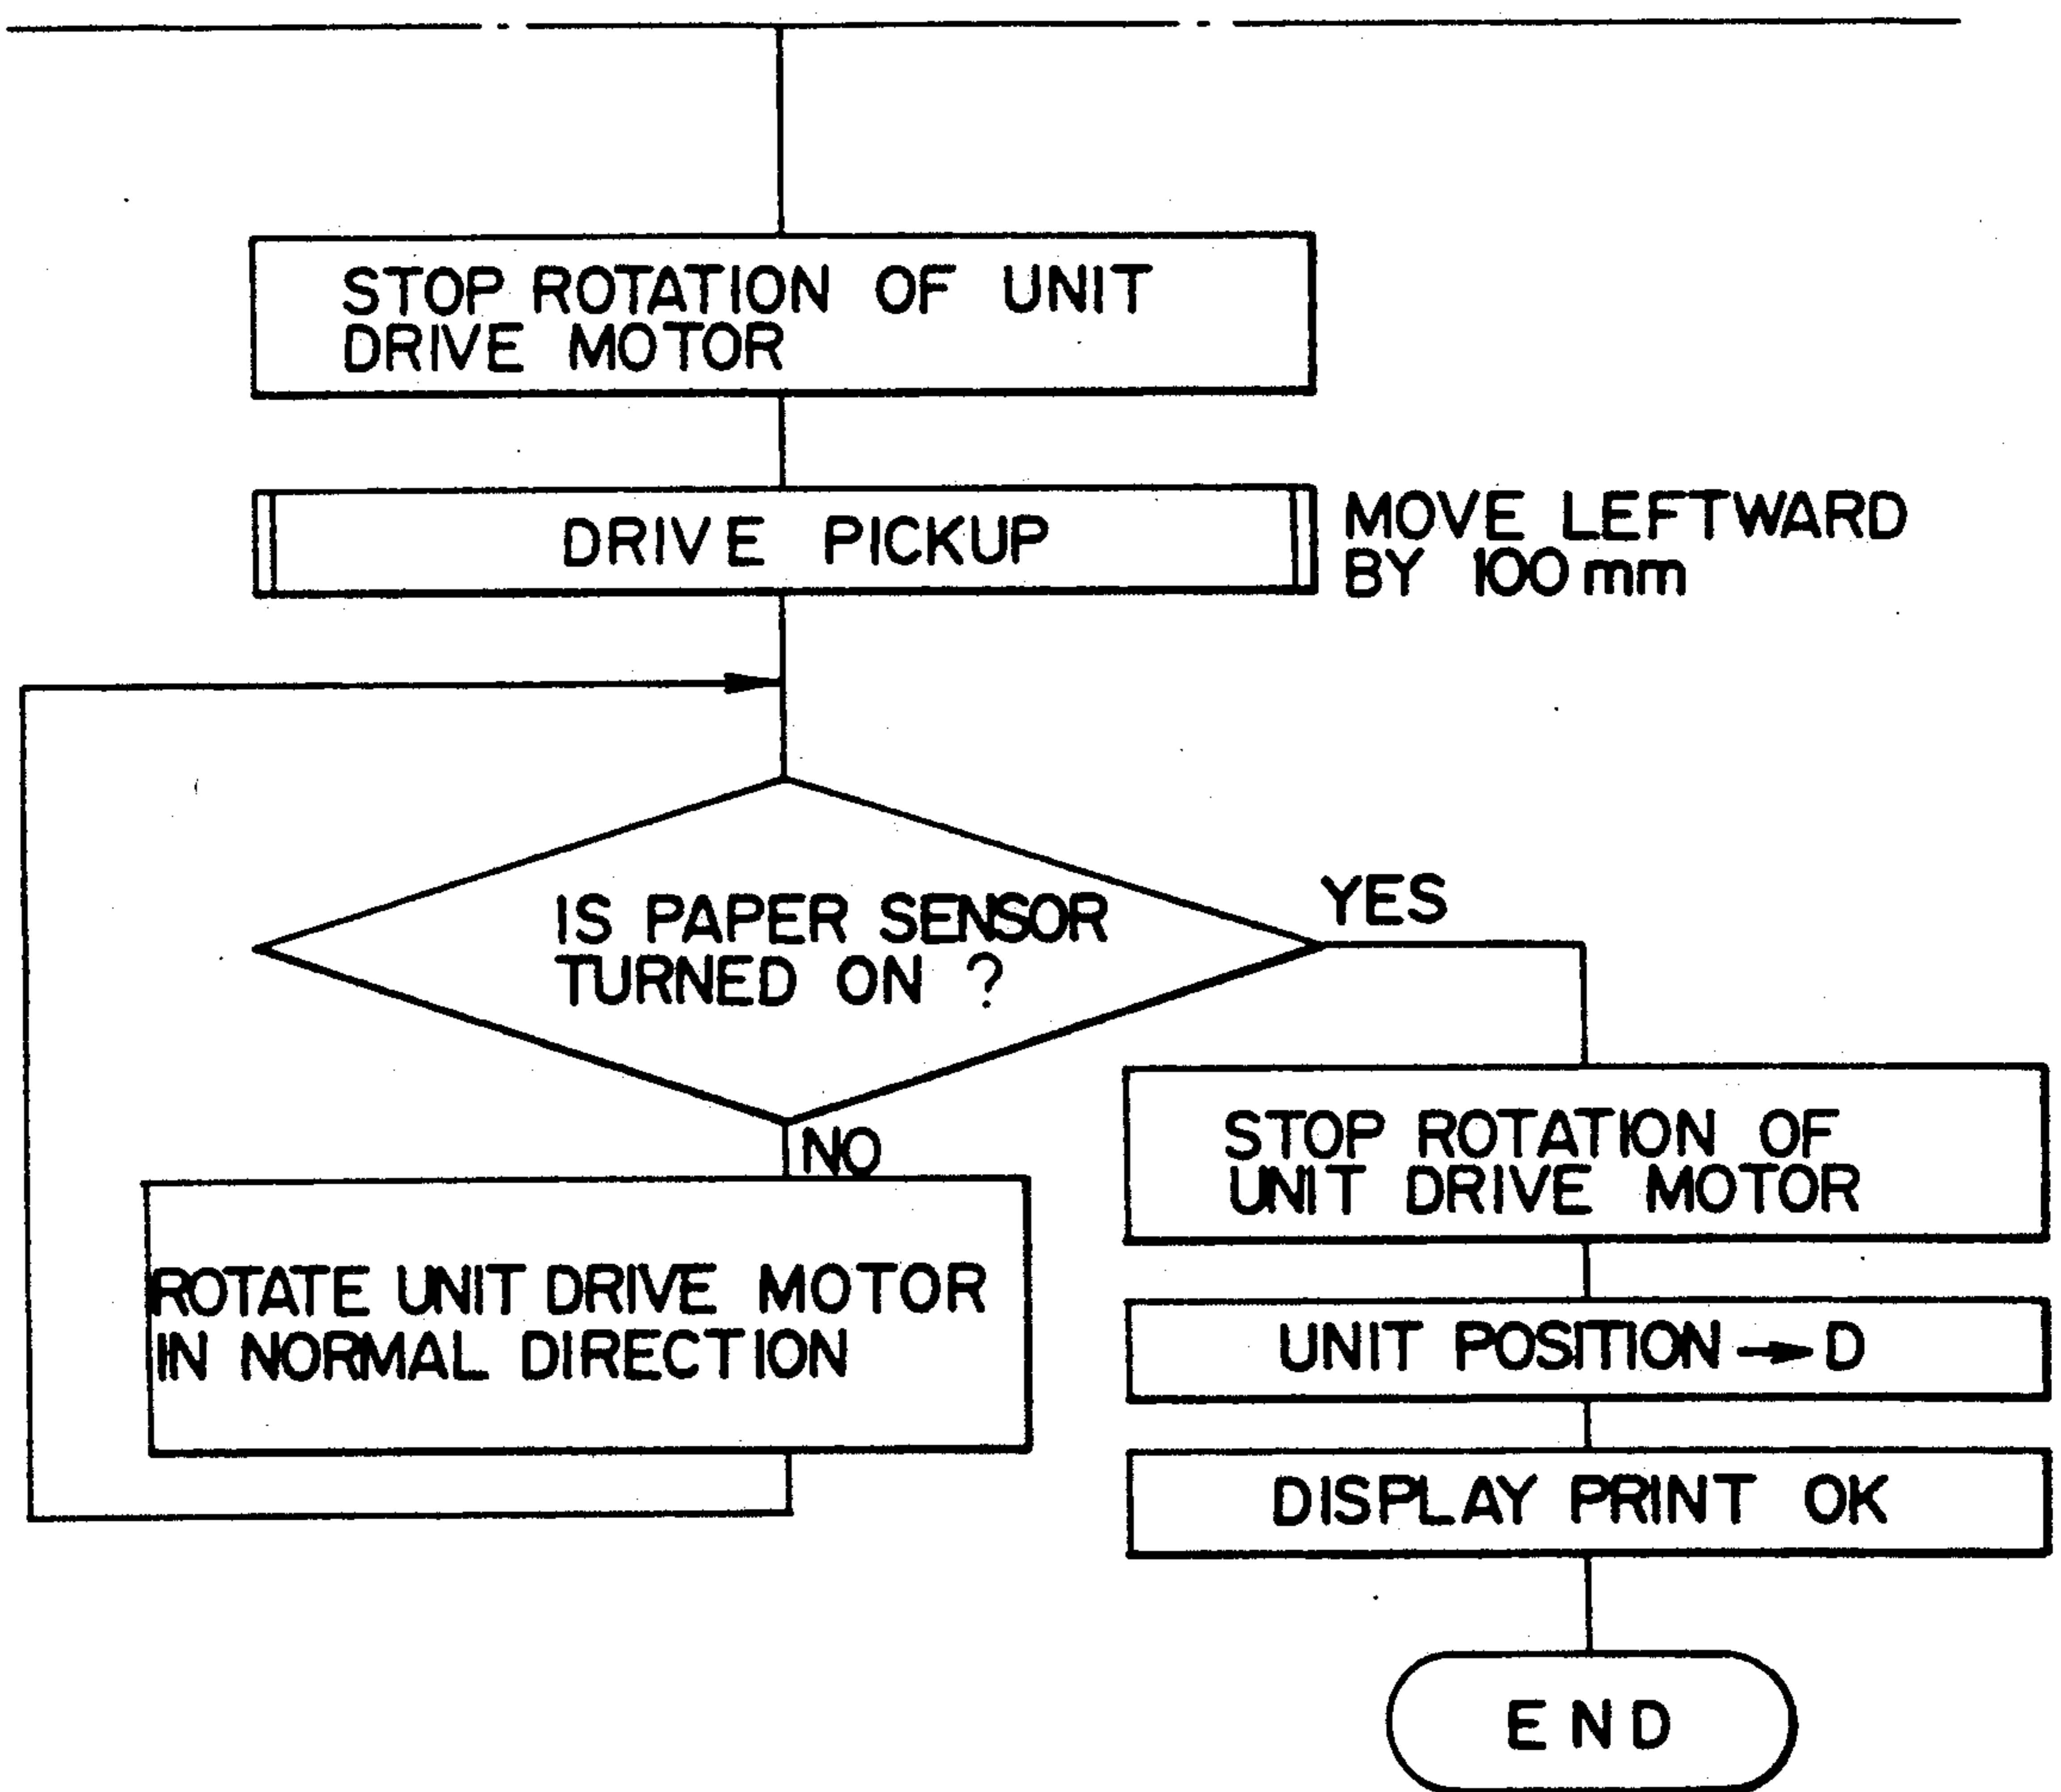 STOP ROTATION OF UNIT
DRIVE MOTOR
DRIVE PICKUP
MOVE LEFTWARD
BY 100 mm
IS PAPER SENSOR
TURNED ON ?
YES
NO
ROTATE UNIT DRIVE MOTOR
IN NORMAL DIRECTION
STOP ROTATION OF
UNIT DRIVE MOTOR
UNIT POSITION → D
DISPLAY PRINT OK
END